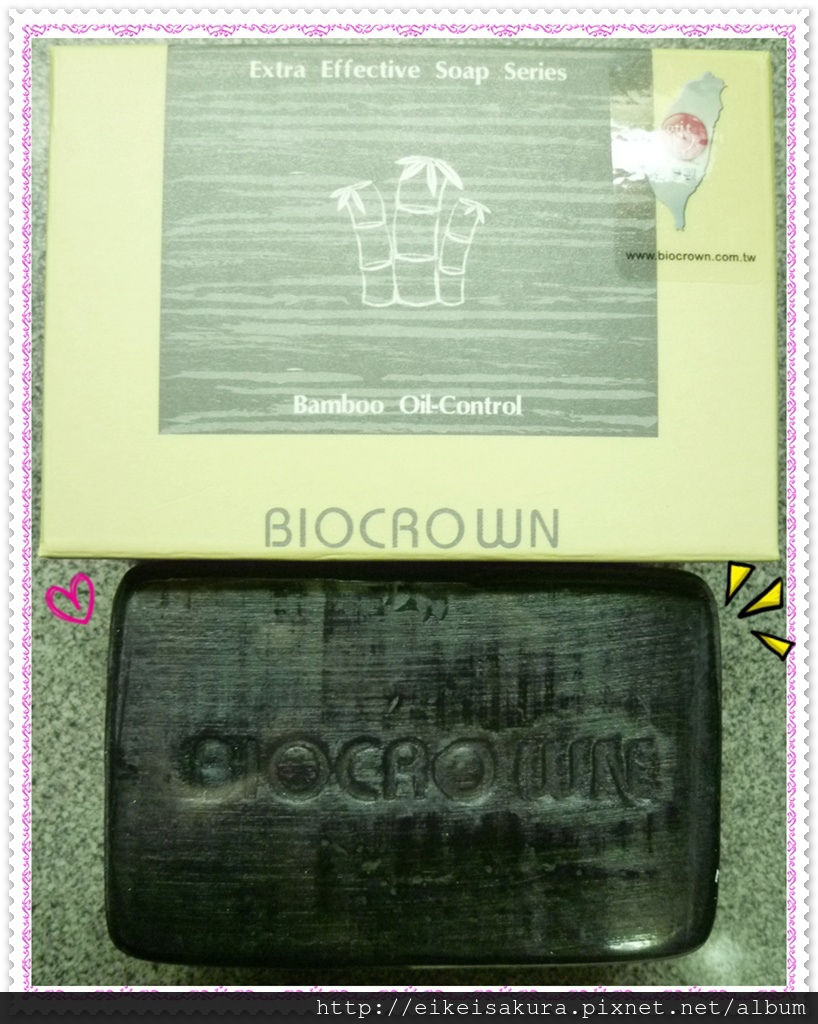 Extra Effective Soap Series
www.biocrown.com.tw
Bamboo Oil-Control
BIOCROWN
BIOCROWN
http://eikeisakura.pixnet.net/album